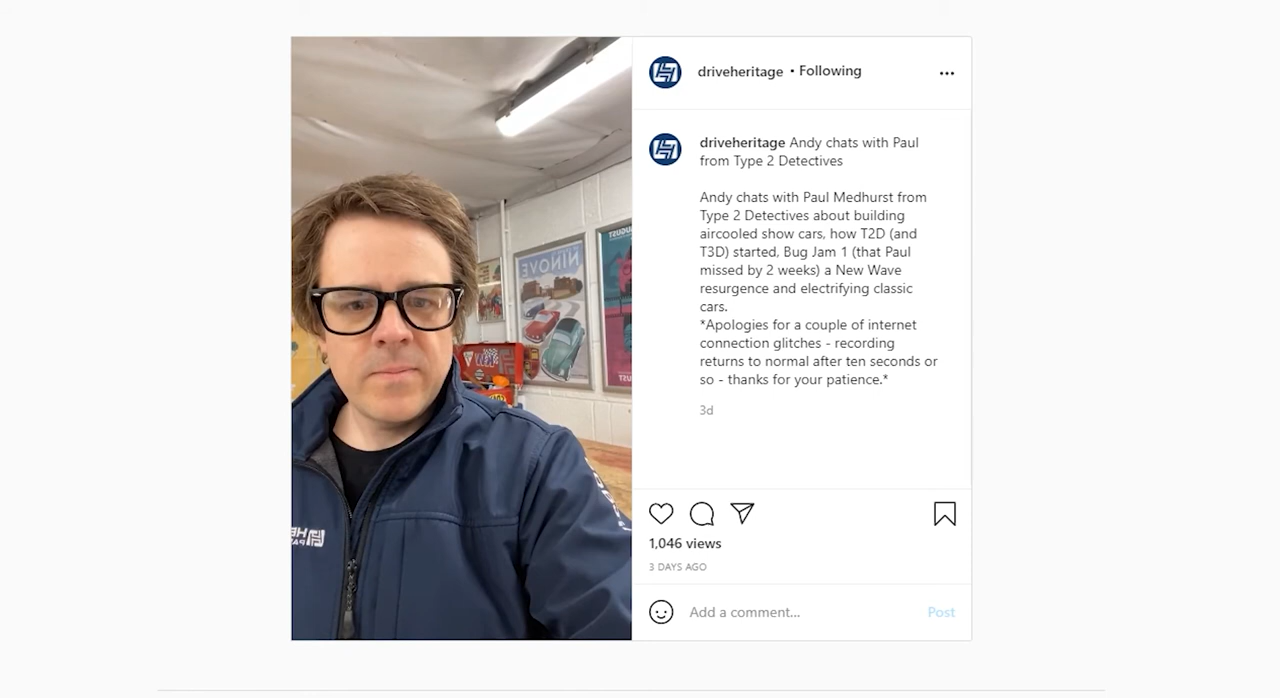 driveheritage • Following
driveheritage Andy chats with Paul
from Type 2 Detectives
Andy chats with Paul Medhurst from
Type 2 Detectives about building
aircooled show cars, how T2D (and
T3D) started, Bug Jam 1 (that Paul
missed by 2 weeks) a New Wave
resurgence and electrifying classic
cars.
*Apologies for a couple of internet
connection glitches - recording
returns to normal after ten seconds or
so - thanks for your patience.*
3d
1,046 views
3 DAYS AGO
Add a comment...
Post
NINOVE
AUGUST